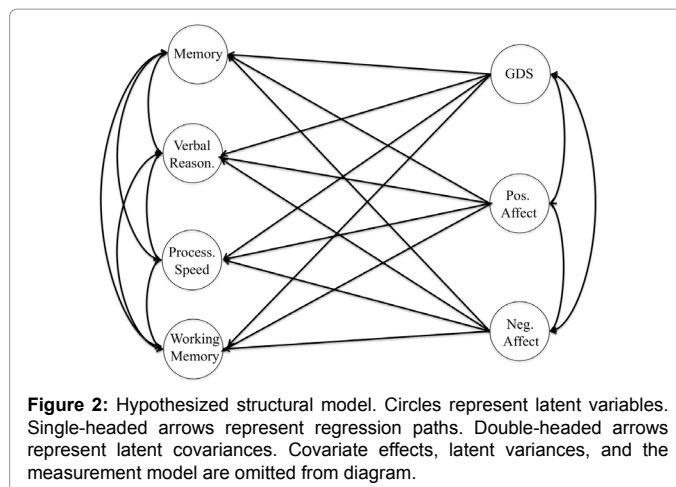 Memory
GDS
Verbal
Reason.
Pos.
Affect
Process.
Speed
Neg.
Affect
Working
Memory
Figure 2: Hypothesized structural model. Circles represent latent variables.
Single-headed arrows represent regression paths. Double-headed arrows
represent latent covariances. Covariate effects, latent variances, and the
measurement model are omitted from diagram.